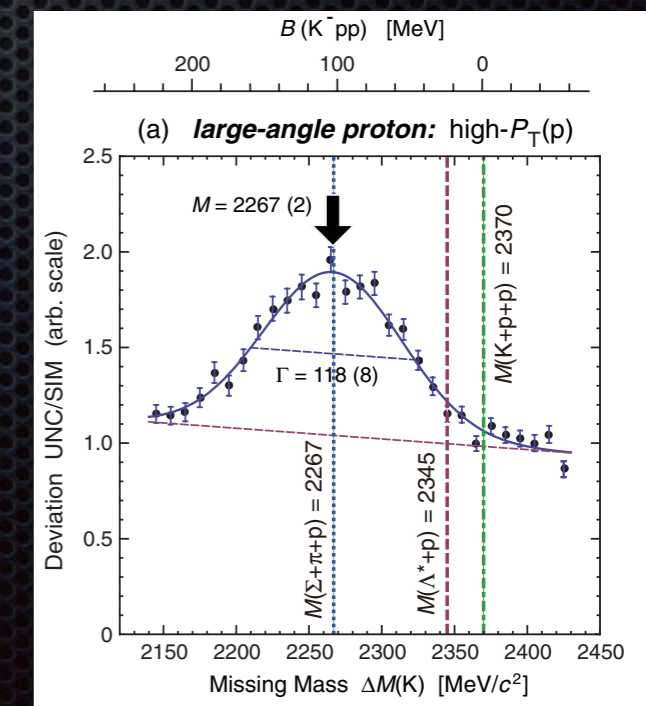 B (K⁻pp) [MeV]
200 100 0
(a) large-angle proton: high-P_T(p)
2.5
M = 2267 (2)
2.0
1.5
Γ = 118 (8)
1.0
0.5
0
Deviation UNC/SIM (arb. scale)
M(Σ+π+p) = 2267
M(Λ*+p) = 2345
M(K+p+p) = 2370
2150 2200 2250 2300 2350 2400 2450
Missing Mass ΔM(K) [MeV/c²]